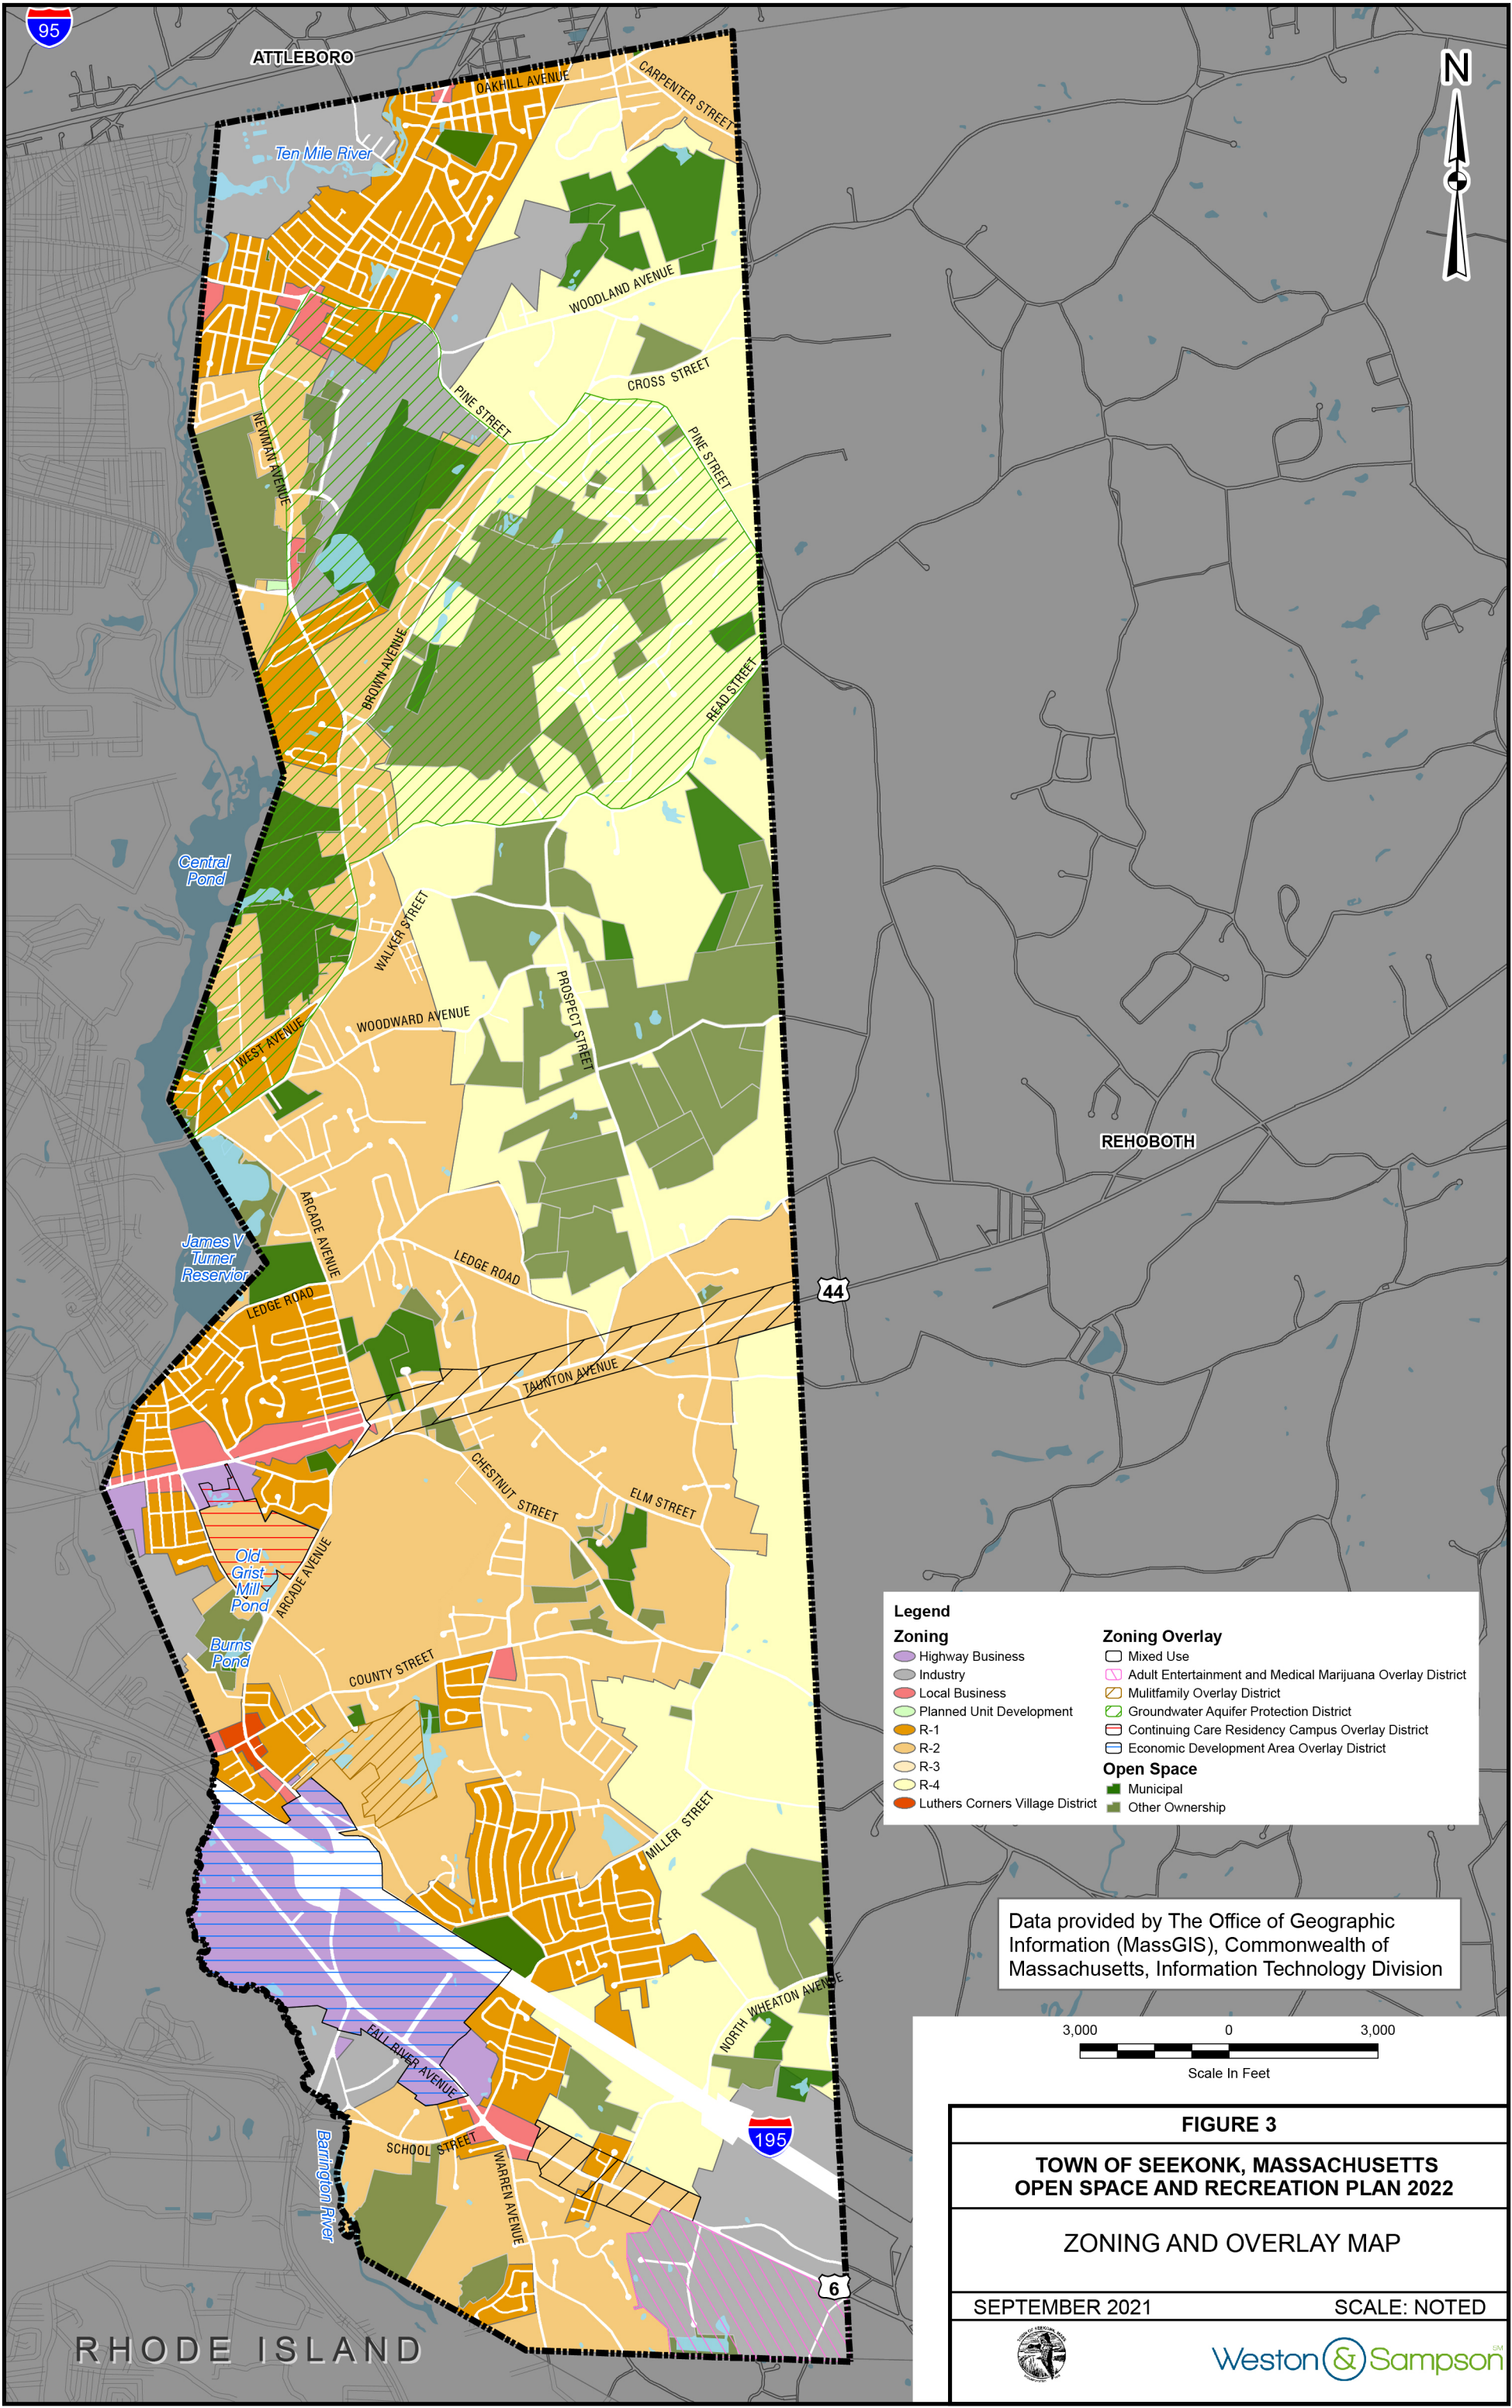 95
ATTLEBORO
N
OAKHILL AVENUE
CARPENTER STREET
Ten Mile River
WOODLAND AVENUE
CROSS STREET
PINE STREET
PINE STREET
NEWMAN AVENUE
BROWN AVENUE
READ STREET
Central
Pond
WALKER STREET
PROSPECT STREET
WOODWARD AVENUE
WEST AVENUE
REHOBOTH
ARCADE AVENUE
James V
Turner
Reservior
LEDGE ROAD
LEDGE ROAD
44
TAUNTON AVENUE
CHESTNUT STREET
ELM STREET
Old
Grist
Mill
Pond
ARCADE AVENUE
Burns
Pond
COUNTY STREET
MILLER STREET
NORTH WHEATON AVENUE
FALL RIVER AVENUE
SCHOOL STREET
WARREN AVENUE
Barrington River
195
6
RHODE ISLAND
Legend
Zoning
Highway Business
Industry
Local Business
Planned Unit Development
R-1
R-2
R-3
R-4
Luthers Corners Village District
Zoning Overlay
Mixed Use
Adult Entertainment and Medical Marijuana Overlay District
Mulitfamily Overlay District
Groundwater Aquifer Protection District
Continuing Care Residency Campus Overlay District
Economic Development Area Overlay District
Open Space
Municipal
Other Ownership
Data provided by The Office of Geographic
Information (MassGIS), Commonwealth of
Massachusetts, Information Technology Division
3,000 0 3,000
Scale In Feet
FIGURE 3
TOWN OF SEEKONK, MASSACHUSETTS
OPEN SPACE AND RECREATION PLAN 2022
ZONING AND OVERLAY MAP
SEPTEMBER 2021 SCALE: NOTED
Weston & Sampson